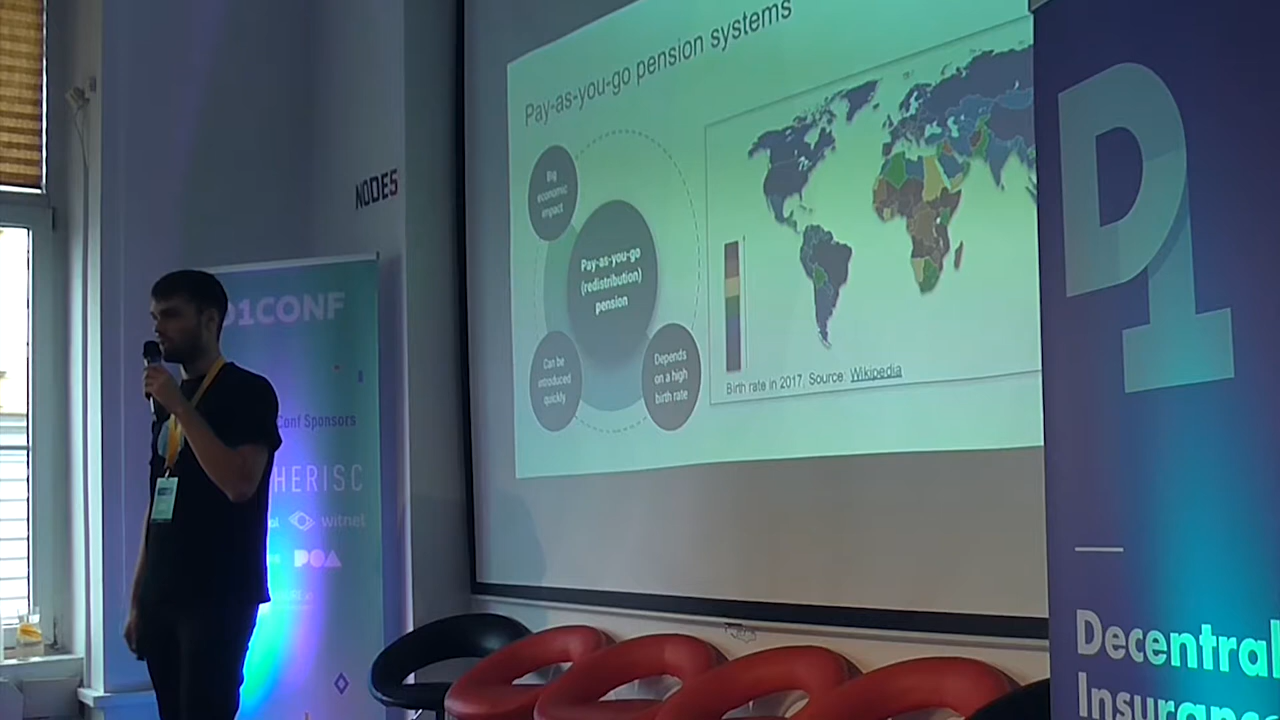 Pay-as-you-go pension systems
NODES
Big
economic
impact
Pay-as-you-go
(redistribution)
pension
Can be
introduced
quickly
Depends
on a high
birth rate
Birth rate in 2017, Source: Wikipedia
D1CONF
Conf Sponsors
HERISC
witnet
POA
D1
Decentral
Insurance